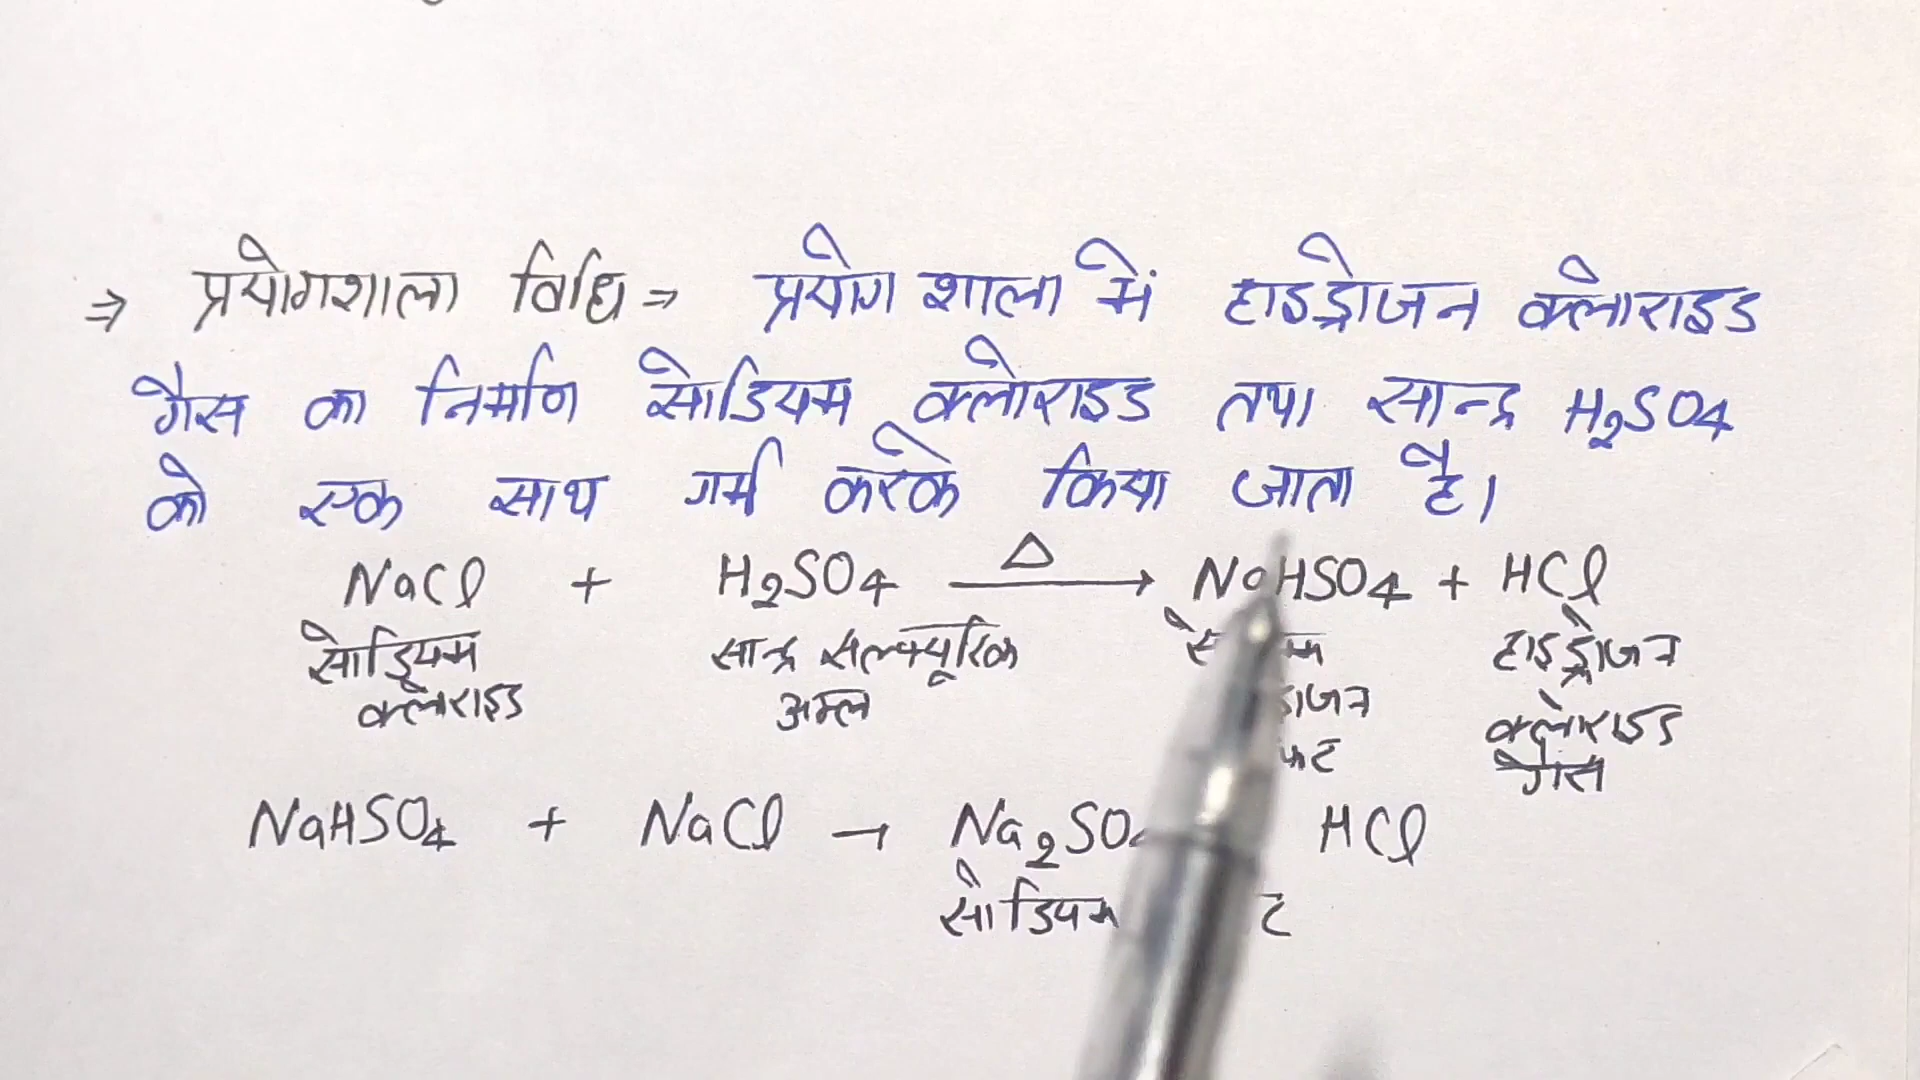 ⇒ प्रयोगशाला विधि ⇒ प्रयोगशाला में हाइड्रोजन क्लोराइड
गैस का निर्माण सोडियम क्लोराइड तथा सान्द्र H₂SO₄
को एक साथ गर्म करके किया जाता है।
NaCl + H₂SO₄ —Δ→ NaHSO₄ + HCl
सोडियम सान्द्र सल्फ्यूरिक हाइड्रोजन
क्लोराइड अम्ल क्लोराइड
गैस
NaHSO₄ + NaCl → Na₂SO₄ HCl
सोडियम